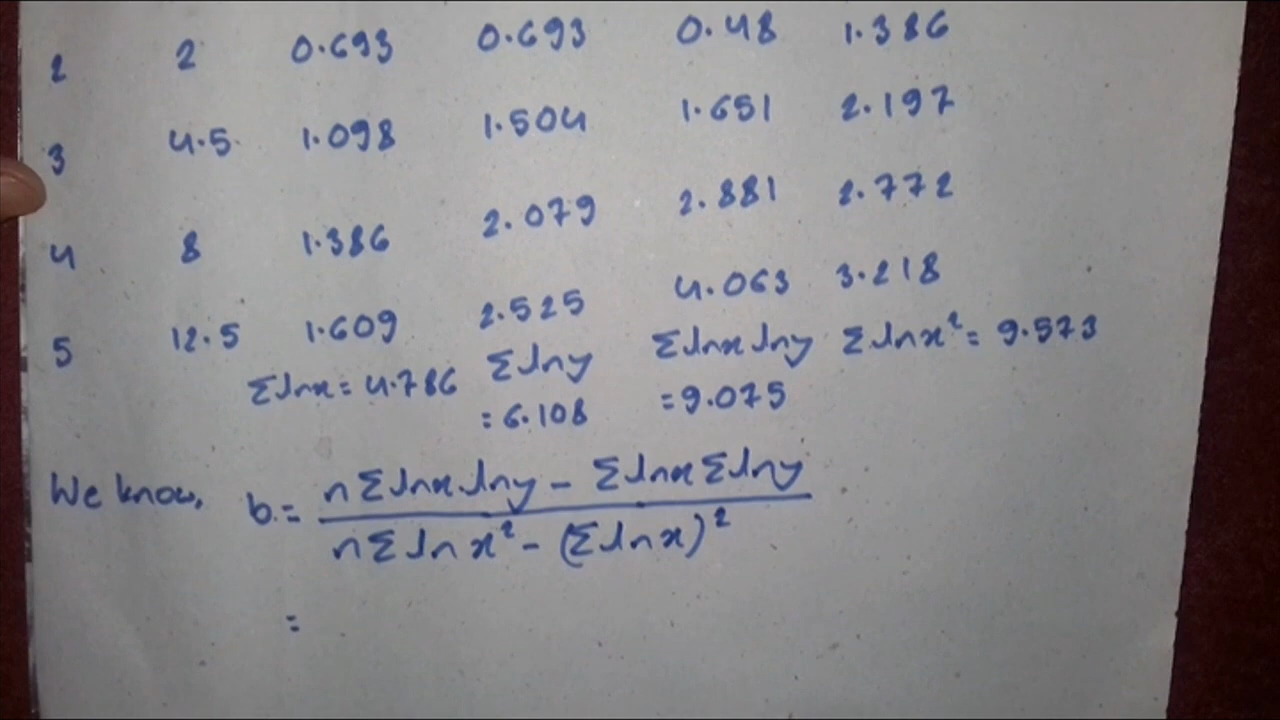 2 2 0.693 0.693 0.48 1.386
3 4.5 1.098 1.504 1.651 2.197
4 8 1.386 2.079 2.881 2.772
5 12.5 1.609 2.525 4.063 3.218
Σlnx = 4.786 Σlny = 6.108 Σlnx lny = 9.075 Σlnx² = 9.573
We know, b = nΣlnx lny - Σlnx Σlny
nΣlnx² - (Σlnx)²
=